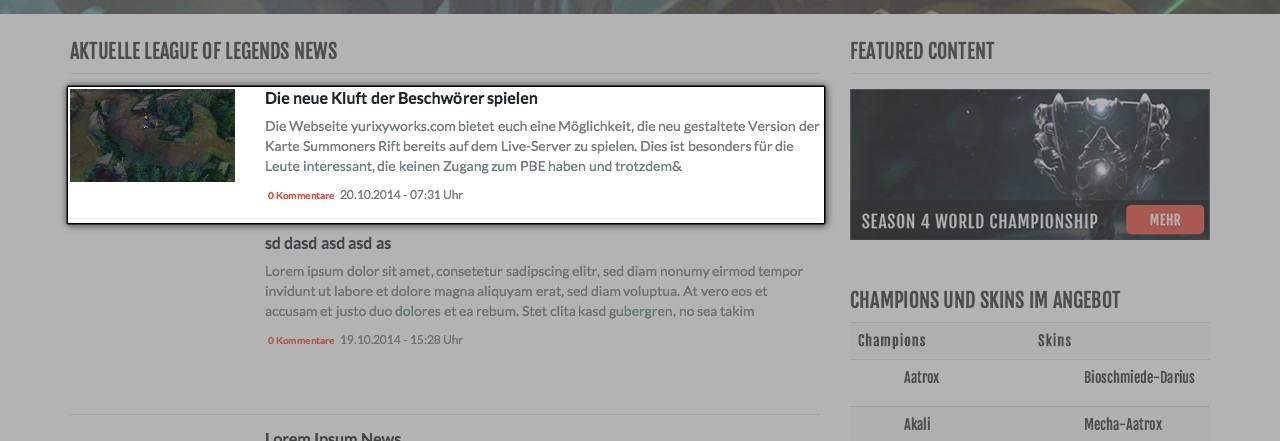 AKTUELLE LEAGUE OF LEGENDS NEWS
Die neue Kluft der Beschwörer spielen
Die Webseite yurixyworks.com bietet euch eine Möglichkeit, die neu gestaltete Version der
Karte Summoners Rift bereits auf dem Live-Server zu spielen. Dies ist besonders für die
Leute interessant, die keinen Zugang zum PBE haben und trotzdem&
0 Kommentare 20.10.2014 - 07:31 Uhr
sd dasd asd asd as
Lorem ipsum dolor sit amet, consetetur sadipscing elitr, sed diam nonumy eirmod tempor
invidunt ut labore et dolore magna aliquyam erat, sed diam voluptua. At vero eos et
accusam et justo duo dolores et ea rebum. Stet clita kasd gubergren, no sea takim
0 Kommentare 19.10.2014 - 15:28 Uhr
Lorem Ipsum News
FEATURED CONTENT
SEASON 4 WORLD CHAMPIONSHIP
MEHR
CHAMPIONS UND SKINS IM ANGEBOT
Champions Skins
Aatrox Bioschmiede-Darius
Akali Mecha-Aatrox